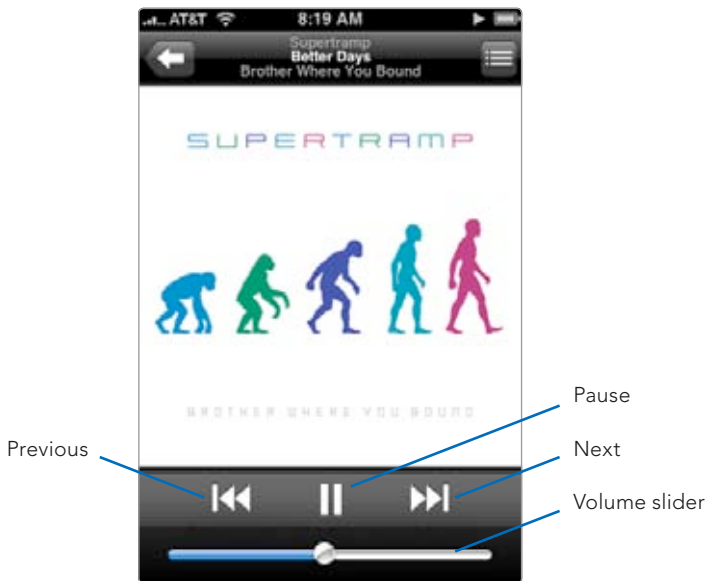 AT&T 8:19 AM
Supertramp
Better Days
Brother Where You Bound
SUPERTRAMP
BROTHER WHERE YOU BOUND
Pause
Previous
Next
Volume slider